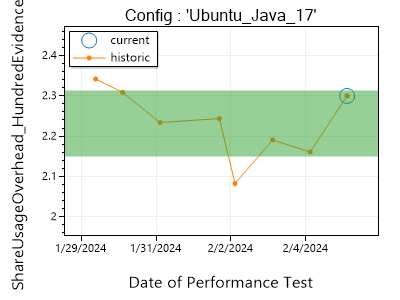 Config : 'Ubuntu_Java_17'
current
historic
ShareUsageOverhead_HundredEvidence
2.4
2.3
2.2
2.1
2
1/29/2024
1/31/2024
2/2/2024
2/4/2024
Date of Performance Test